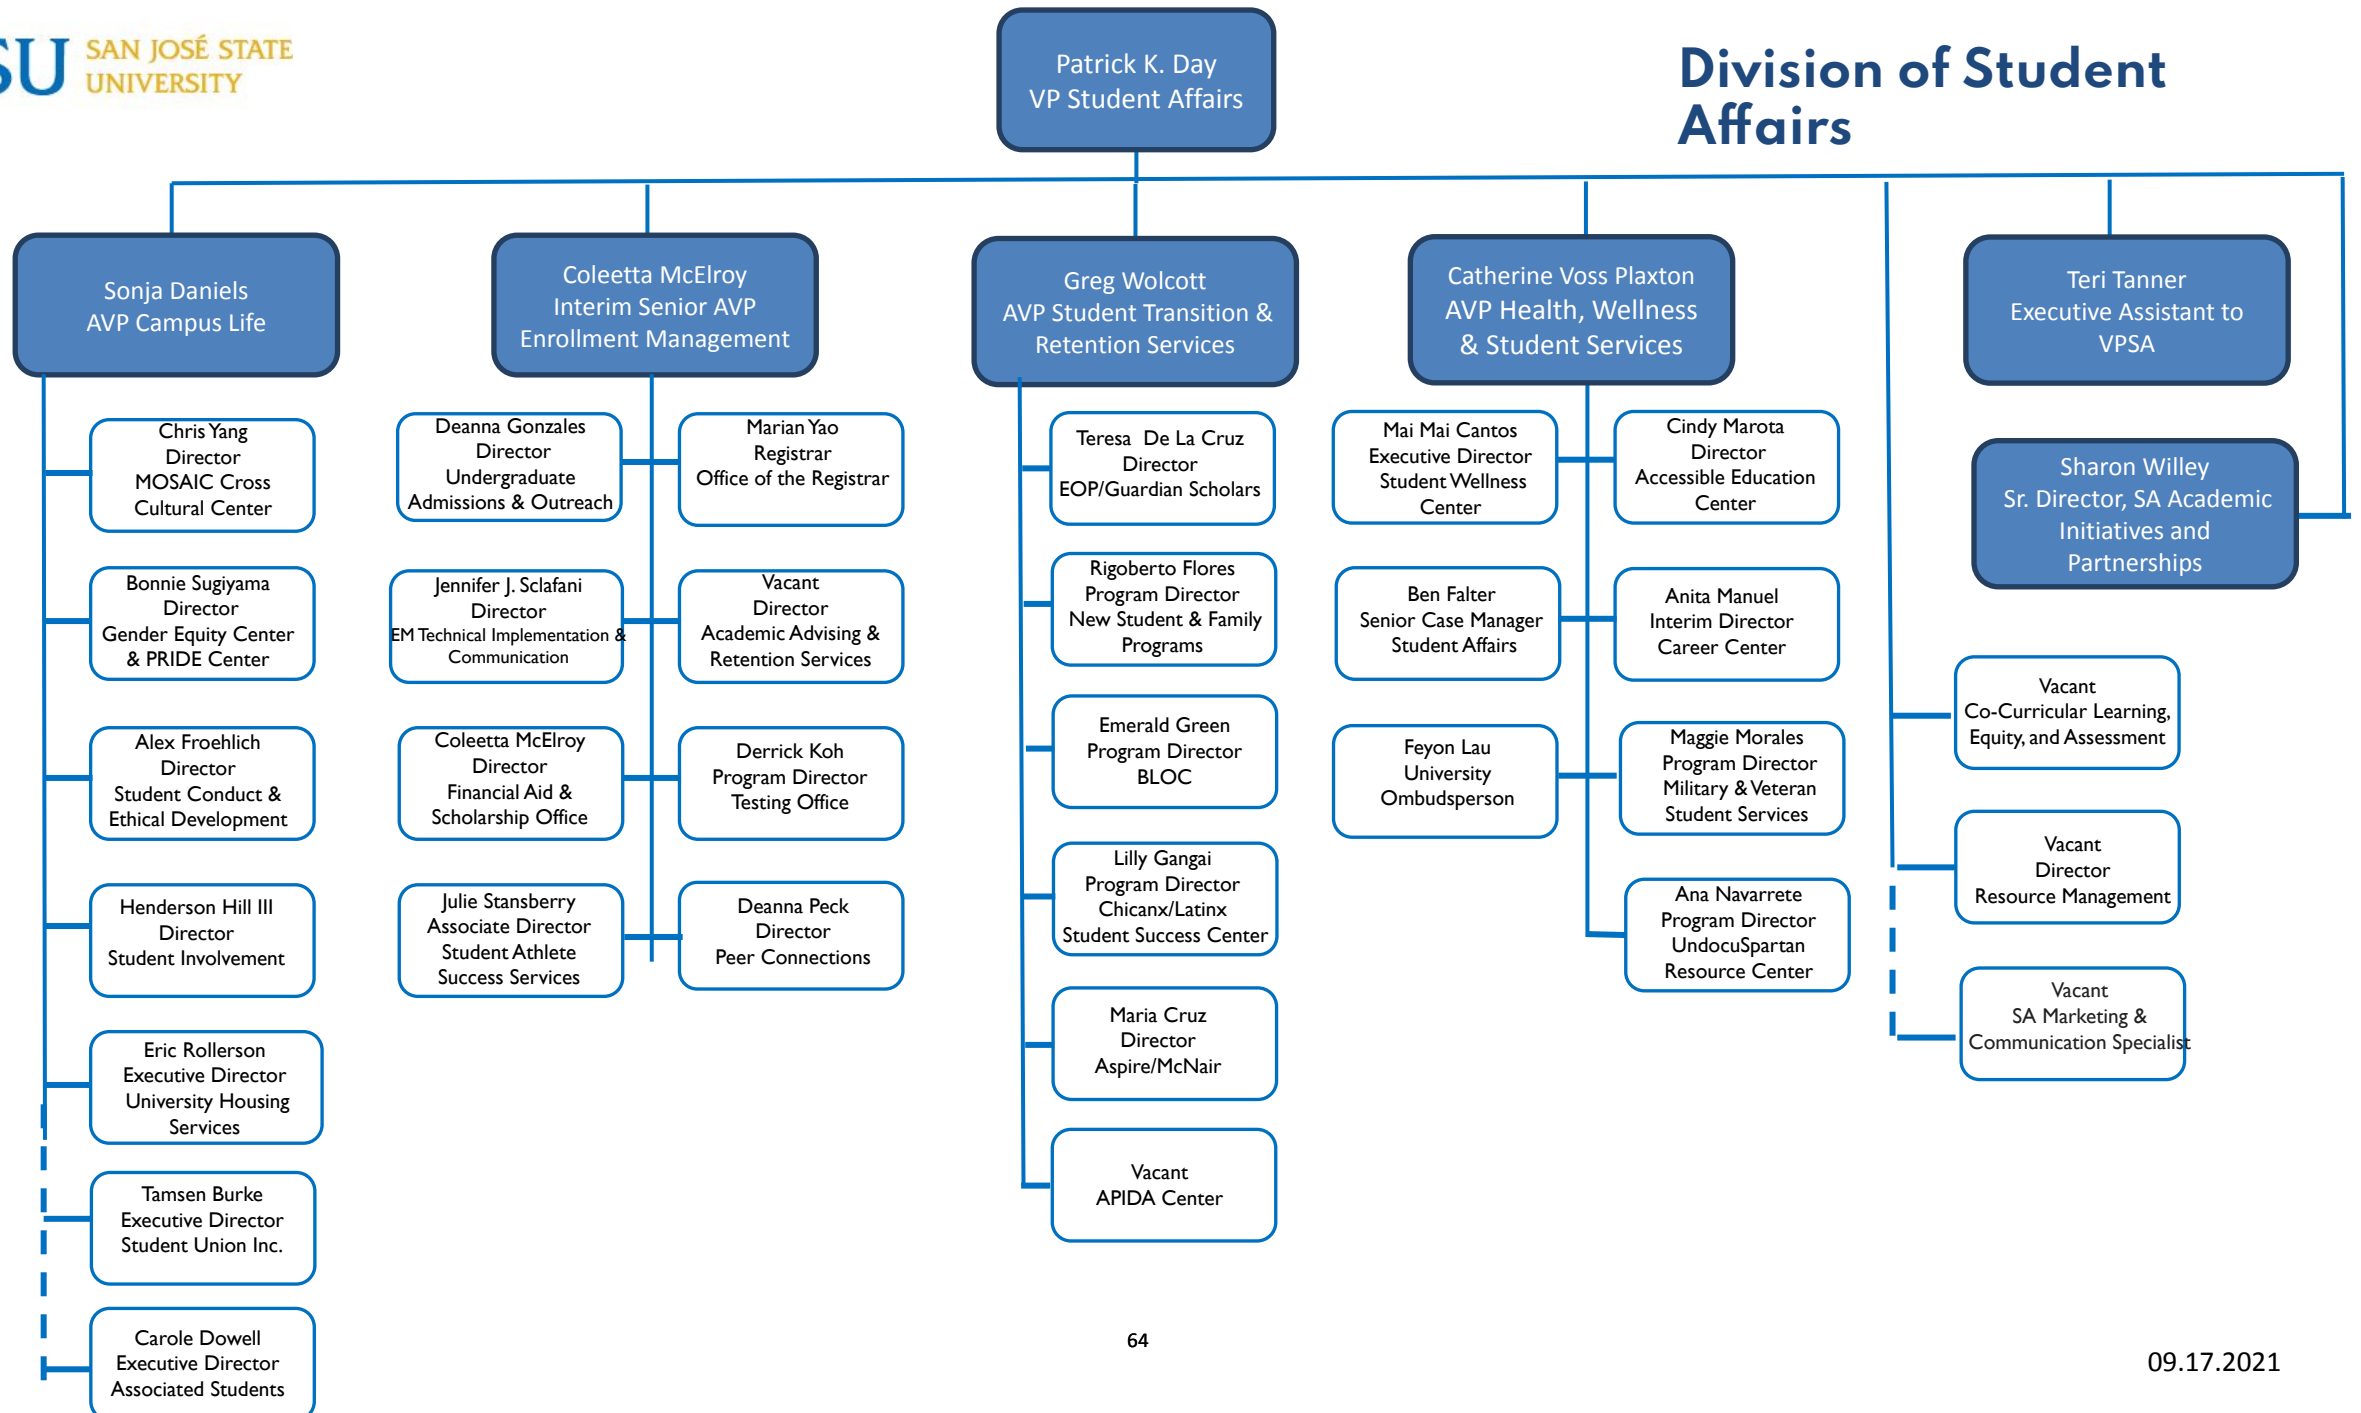 SU SAN JOSÉ STATE
UNIVERSITY
Division of Student
Affairs
Patrick K. Day
VP Student Affairs
Sonja Daniels
AVP Campus Life
Coleetta McElroy
Interim Senior AVP
Enrollment Management
Greg Wolcott
AVP Student Transition &
Retention Services
Catherine Voss Plaxton
AVP Health, Wellness
& Student Services
Teri Tanner
Executive Assistant to
VPSA
Sharon Willey
Sr. Director, SA Academic
Initiatives and
Partnerships
Chris Yang
Director
MOSAIC Cross
Cultural Center
Bonnie Sugiyama
Director
Gender Equity Center
& PRIDE Center
Alex Froehlich
Director
Student Conduct &
Ethical Development
Henderson Hill III
Director
Student Involvement
Eric Rollerson
Executive Director
University Housing
Services
Tamsen Burke
Executive Director
Student Union Inc.
Carole Dowell
Executive Director
Associated Students
Deanna Gonzales
Director
Undergraduate
Admissions & Outreach
Marian Yao
Registrar
Office of the Registrar
Jennifer J. Sclafani
Director
EM Technical Implementation &
Communication
Vacant
Director
Academic Advising &
Retention Services
Coleetta McElroy
Director
Financial Aid &
Scholarship Office
Derrick Koh
Program Director
Testing Office
Julie Stansberry
Associate Director
Student Athlete
Success Services
Deanna Peck
Director
Peer Connections
Teresa De La Cruz
Director
EOP/Guardian Scholars
Rigoberto Flores
Program Director
New Student & Family
Programs
Emerald Green
Program Director
BLOC
Lilly Gangai
Program Director
Chicanx/Latinx
Student Success Center
Maria Cruz
Director
Aspire/McNair
Vacant
APIDA Center
Mai Mai Cantos
Executive Director
Student Wellness
Center
Cindy Marota
Director
Accessible Education
Center
Ben Falter
Senior Case Manager
Student Affairs
Anita Manuel
Interim Director
Career Center
Feyon Lau
University
Ombudsperson
Maggie Morales
Program Director
Military & Veteran
Student Services
Ana Navarrete
Program Director
UndocuSpartan
Resource Center
Vacant
Co-Curricular Learning,
Equity, and Assessment
Vacant
Director
Resource Management
Vacant
SA Marketing &
Communication Specialist
64
09.17.2021